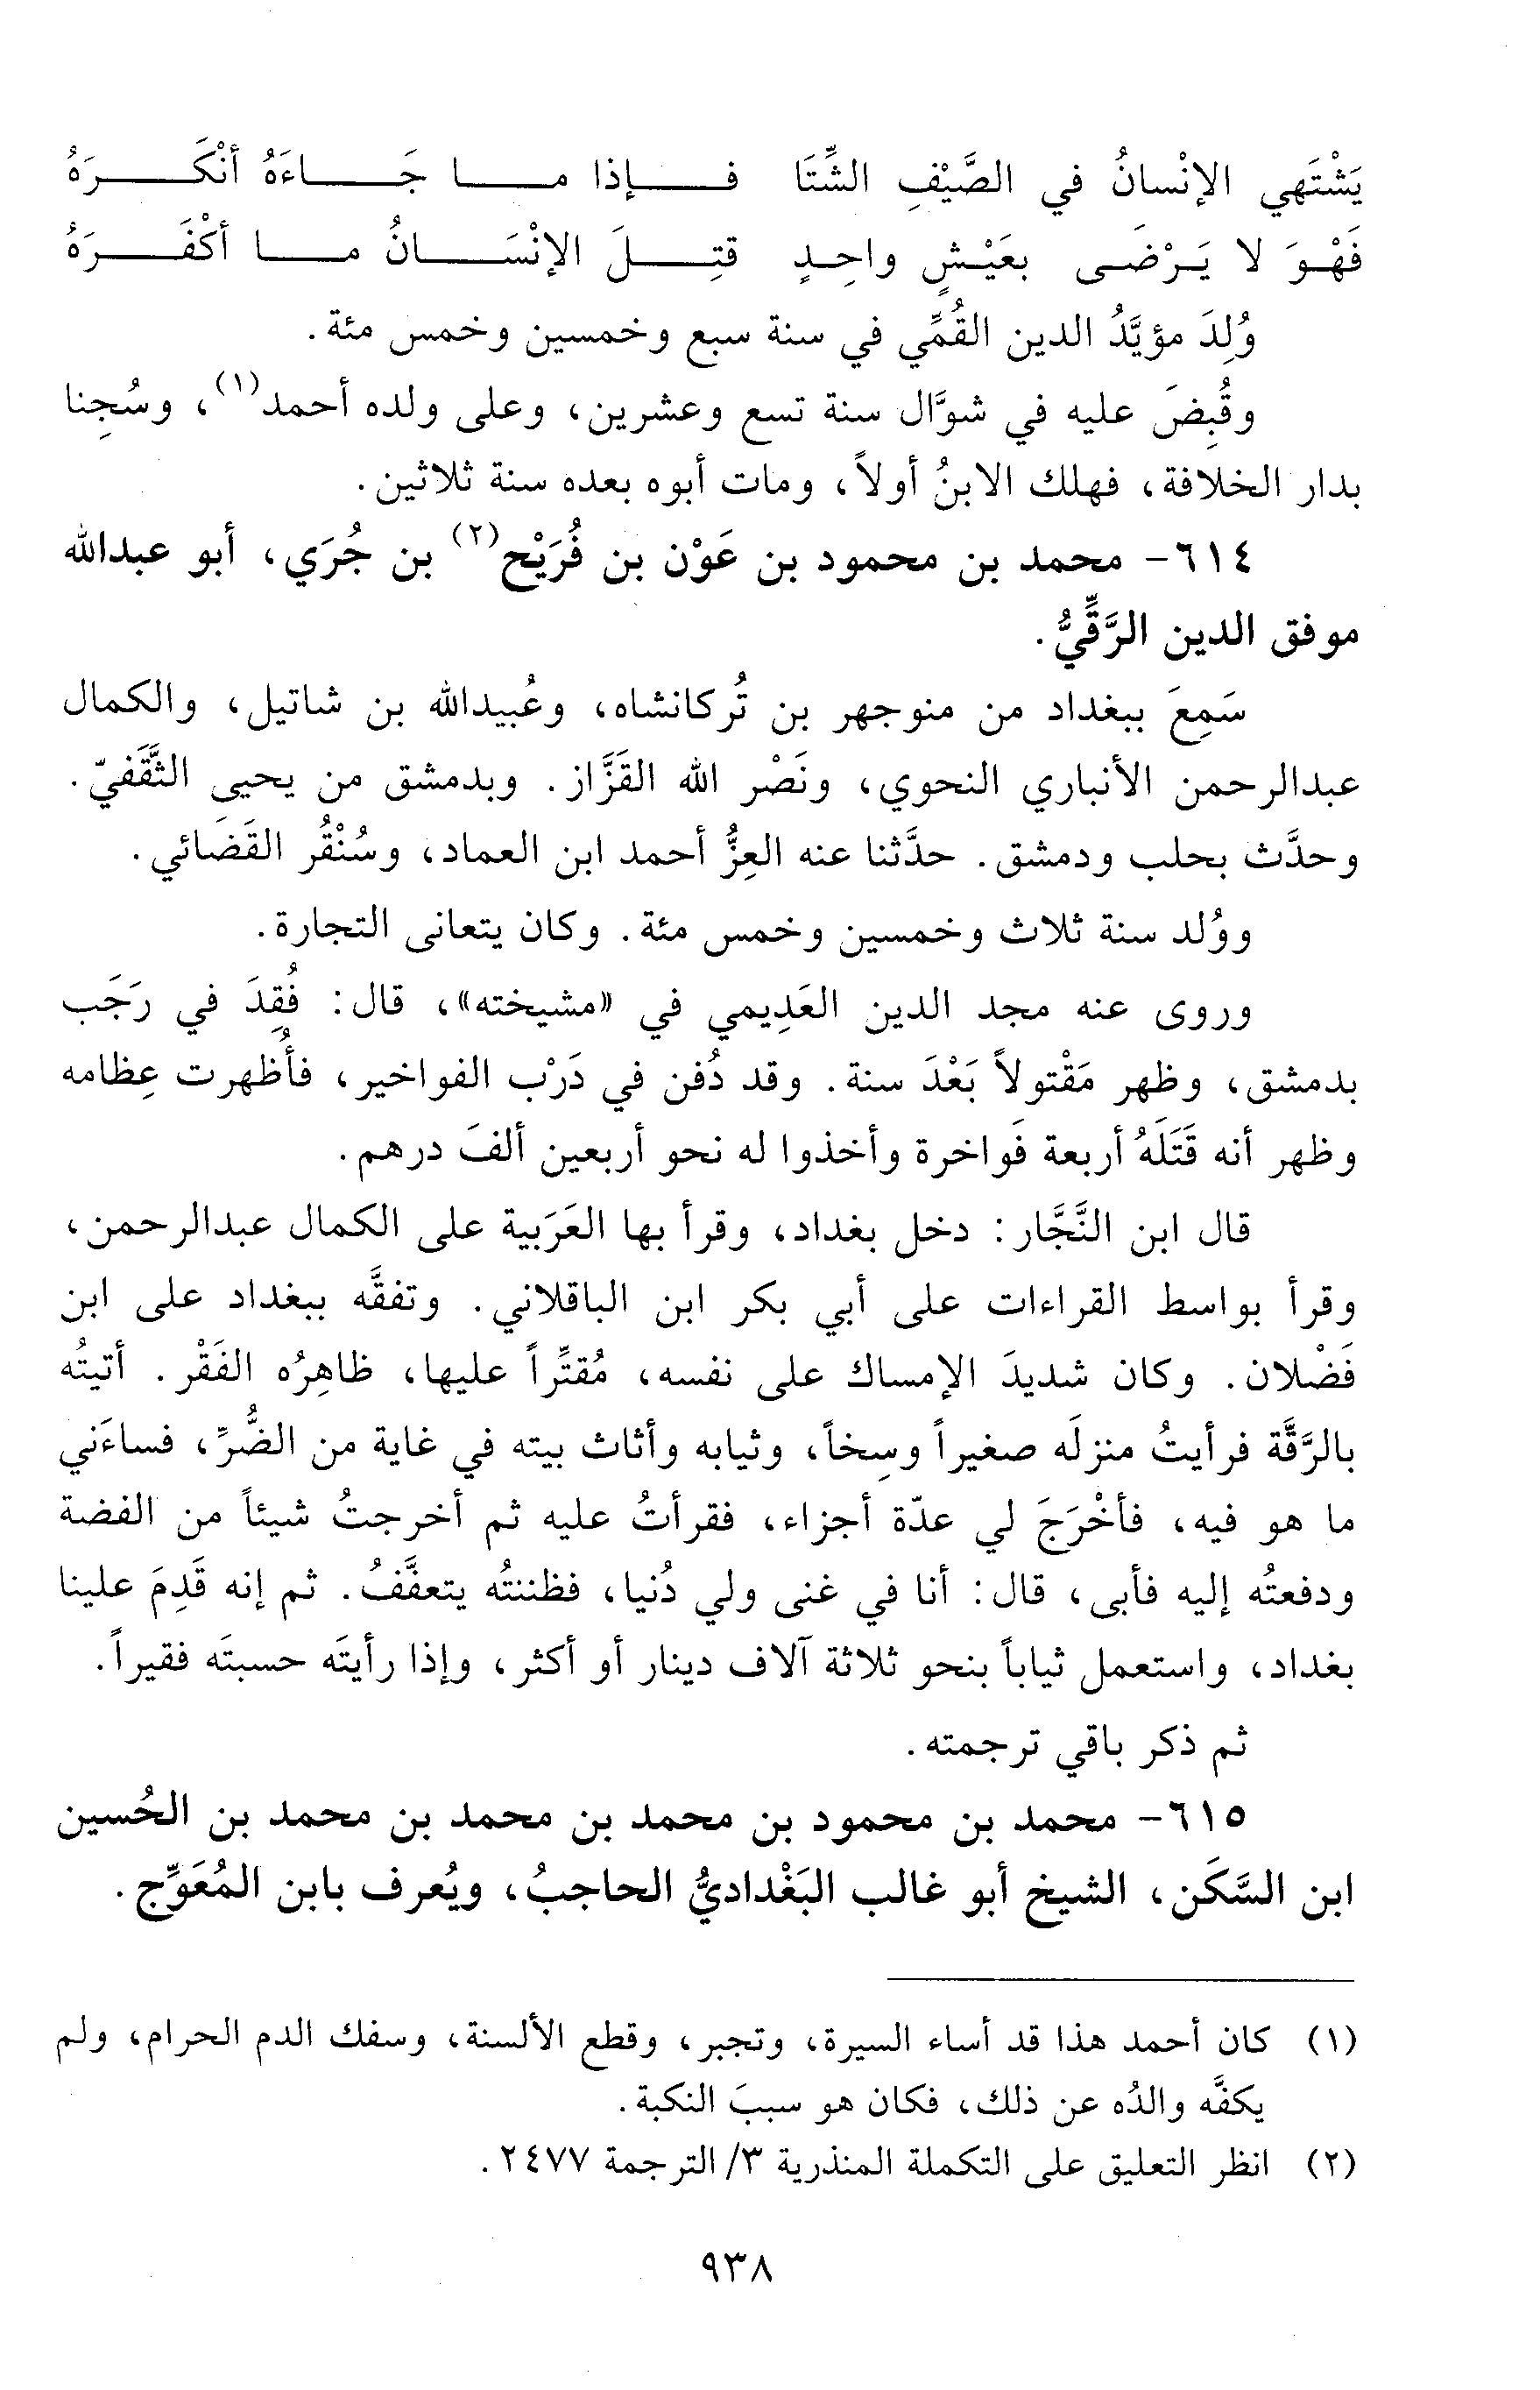 يَشْتَهي الإنْسانُ في الصَّيْفِ الشِّتَا فإذا ما جَاءَهُ أنْكَرَهُ
فَهْوَ لا يَرْضَى بعَيْشٍ واحِدٍ قتِلَ الإنْسَانُ ما أكْفَرَهُ
وُلِدَ مؤيَّدُ الدين القُمِّي في سنة سبع وخمسين وخمس مئة.
وقُبِضَ عليه في شوَّال سنة تسع وعشرين، وعلى ولده أحمد(١)، وسُجِنا
بدار الخلافة، فهلك الابنُ أولاً، ومات أبوه بعده سنة ثلاثين.
٦١٤- محمد بن محمود بن عَوْن بن فُرَيْح(٢) بن جُرَي، أبو عبدالله
موفق الدين الرَّقِّيُّ.
سَمِعَ ببغداد من منوجهر بن تُركانشاه، وعُبيدالله بن شاتيل، والكمال
عبدالرحمن الأنباري النحوي، ونَصْر الله القَزَّاز. وبدمشق من يحيى الثَّقَفيّ.
وحدَّث بحلب ودمشق. حدَّثنا عنه العِزُّ أحمد ابن العماد، وسُنْقُر القَضَائي.
ووُلد سنة ثلاث وخمسين وخمس مئة. وكان يتعانى التجارة.
وروى عنه مجد الدين العَدِيمي في «مشيخته»، قال: فُقِدَ في رَجَب
بدمشق، وظهر مَقْتولاً بَعْدَ سنة. وقد دُفن في دَرْب الفواخير، فأُظهرت عِظامه
وظهر أنه قَتَلَهُ أربعة فَواخرة وأخذوا له نحو أربعين ألفَ درهم.
قال ابن النَّجَّار: دخل بغداد، وقرأ بها العَرَبية على الكمال عبدالرحمن،
وقرأ بواسط القراءات على أبي بكر ابن الباقلاني. وتفقَّه ببغداد على ابن
فَضْلان. وكان شديدَ الإمساك على نفسه، مُقتِّراً عليها، ظاهِرُه الفَقْر. أتيتُه
بالرَّقَّة فرأيتُ منزلَه صغيراً وسِخاً، وثيابه وأثاث بيته في غاية من الضُّرِّ، فساءَني
ما هو فيه، فأخْرَجَ لي عدّة أجزاء، فقرأتُ عليه ثم أخرجتُ شيئاً من الفضة
ودفعتُه إليه فأبى، قال: أنا في غنى ولي دُنيا، فظننتُه يتعفَّفُ. ثم إنه قَدِمَ علينا
بغداد، واستعمل ثياباً بنحو ثلاثة آلاف دينار أو أكثر، وإذا رأيتَه حسبتَه فقيراً.
ثم ذكر باقي ترجمته.
٦١٥- محمد بن محمود بن محمد بن محمد بن محمد بن الحُسين
ابن السَّكَن، الشيخ أبو غالب البَغْداديُّ الحاجبُ، ويُعرف بابن المُعَوِّج.
(١) كان أحمد هذا قد أساء السيرة، وتجبر، وقطع الألسنة، وسفك الدم الحرام، ولم
يكفَّه والدُه عن ذلك، فكان هو سببَ النكبة.
(٢) انظر التعليق على التكملة المنذرية ٣/ الترجمة ٢٤٧٧.
٩٣٨